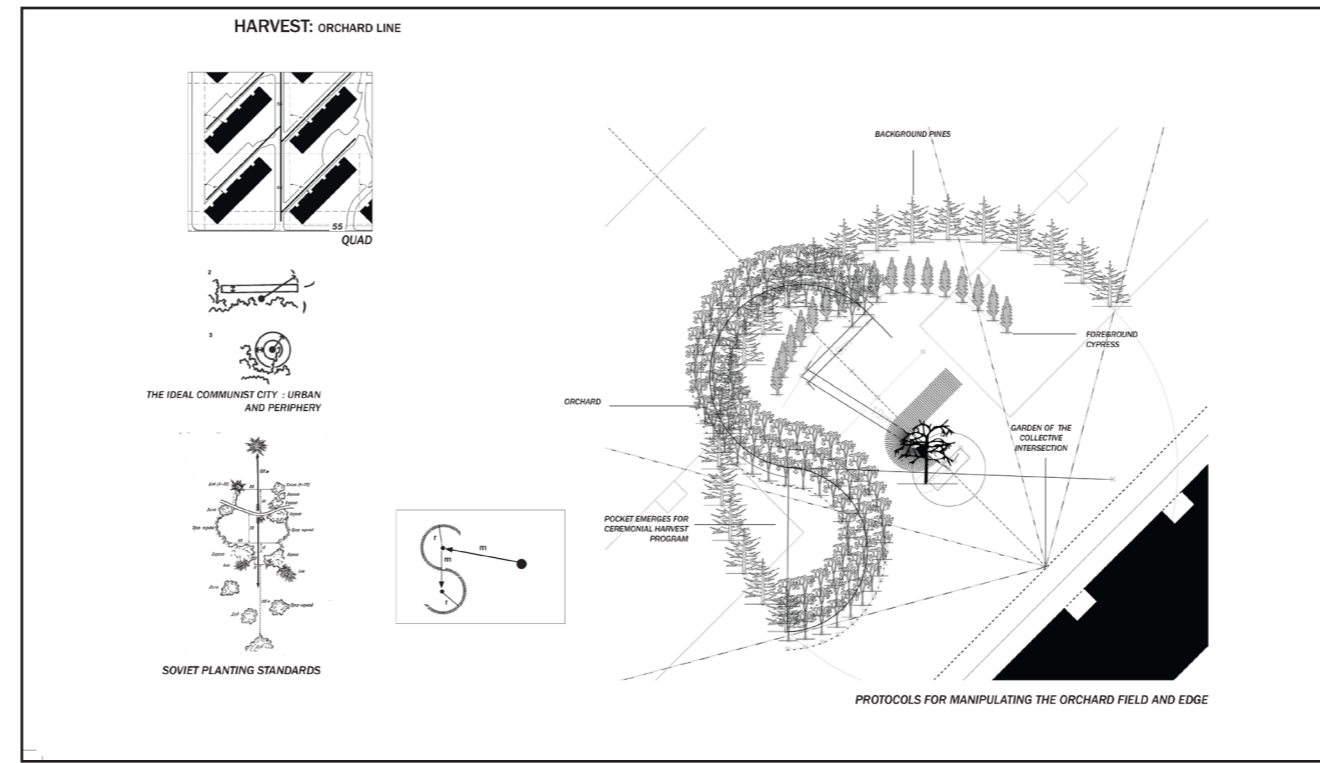 HARVEST: ORCHARD LINE
55
QUAD
2
3
THE IDEAL COMMUNIST CITY : URBAN
AND PERIPHERY
SOVIET PLANTING STANDARDS
r
m
m
r
BACKGROUND PINES
FOREGROUND
CYPRESS
ORCHARD
GARDEN OF THE
COLLECTIVE
INTERSECTION
POCKET EMERGES FOR
CEREMONIAL HARVEST
PROGRAM
PROTOCOLS FOR MANIPULATING THE ORCHARD FIELD AND EDGE